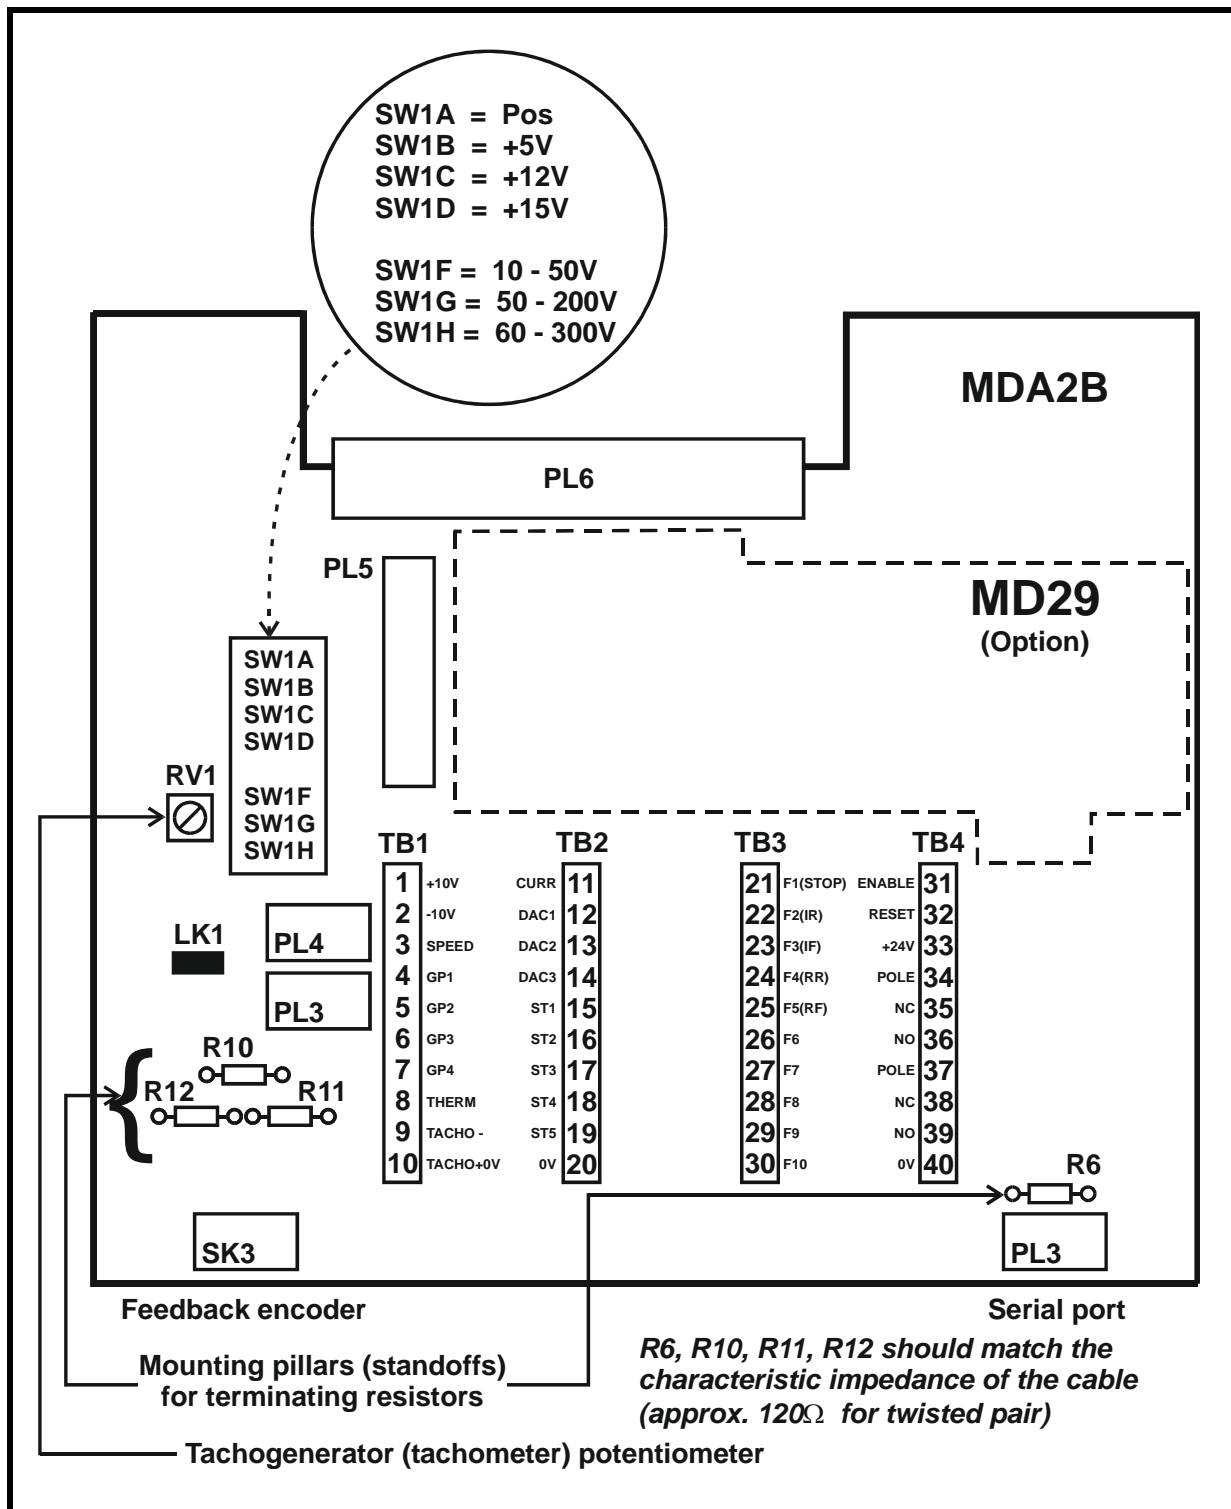 SW1A = Pos
SW1B = +5V
SW1C = +12V
SW1D = +15V
SW1F = 10 - 50V
SW1G = 50 - 200V
SW1H = 60 - 300V
MDA2B
PL6
PL5
MD29
(Option)
SW1A
SW1B
SW1C
SW1D
SW1F
SW1G
SW1H
RV1
LK1
PL4
PL3
R10
R12
R11
SK3
TB1
1 +10V
2 -10V
3 SPEED
4 GP1
5 GP2
6 GP3
7 GP4
8 THERM
9 TACHO -
10 TACHO+0V
TB2
CURR 11
DAC1 12
DAC2 13
DAC3 14
ST1 15
ST2 16
ST3 17
ST4 18
ST5 19
0V 20
TB3
21 F1(STOP)
22 F2(IR)
23 F3(IF)
24 F4(RR)
25 F5(RF)
26 F6
27 F7
28 F8
29 F9
30 F10
TB4
ENABLE 31
RESET 32
+24V 33
POLE 34
NC 35
NO 36
POLE 37
NC 38
NO 39
0V 40
R6
PL3
Feedback encoder
Serial port
Mounting pillars (standoffs)
for terminating resistors
R6, R10, R11, R12 should match the
characteristic impedance of the cable
(approx. 120Ω for twisted pair)
Tachogenerator (tachometer) potentiometer